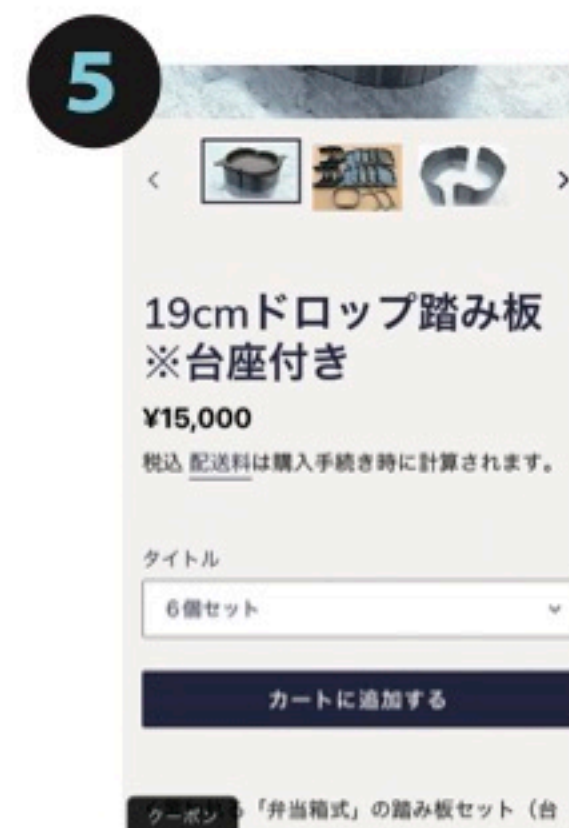 5
19cmドロップ踏み板
※台座付き
¥15,000
税込 配送料は購入手続き時に計算されます。
タイトル
6個セット
カートに追加する
クーポン
る「弁当箱式」の踏み板セット（台